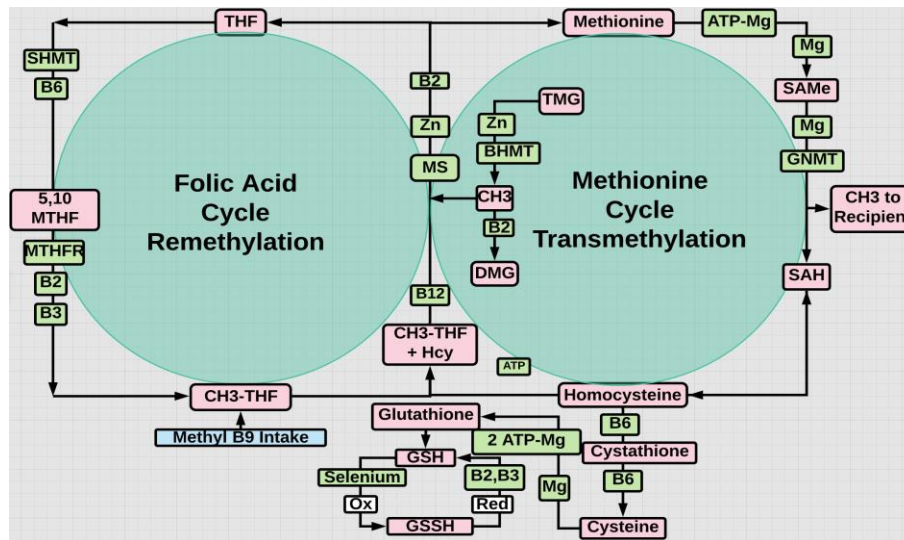 THF
Methionine
ATP-Mg
SHMT
B6
B2
Mg
SAMe
TMG
Zn
Zn
Mg
BHMT
MS
GNMT
Folic Acid
Cycle
Remethylation
Methionine
Cycle
Transmethylation
5,10
MTHF
CH3
CH3 to
Recipient
B2
MTHFR
B2
DMG
SAH
B3
B12
CH3-THF
+ Hcy
ATP
CH3-THF
Homocysteine
Methyl B9 Intake
Glutathione
B6
2 ATP-Mg
Cystathione
GSH
Selenium
B2,B3
Mg
B6
Ox
Red
GSSH
Cysteine